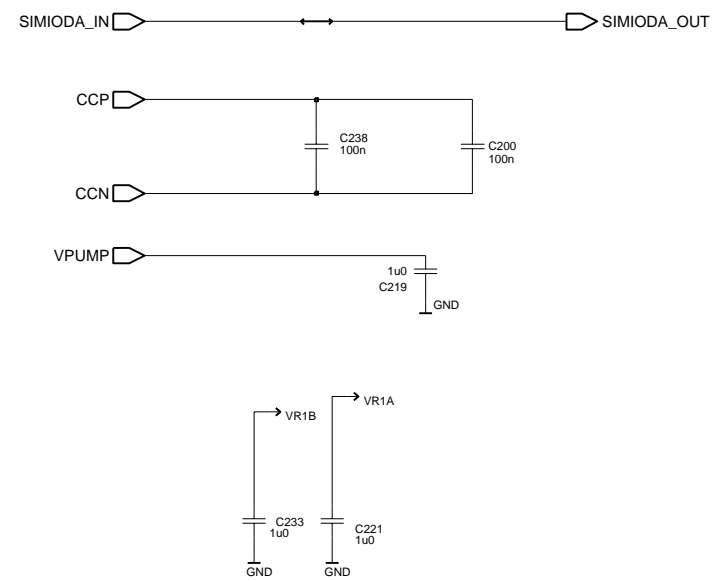 SIMIODA_IN
SIMIODA_OUT
CCP
C238
100n
C200
100n
CCN
VPUMP
1u0
C219
GND
VR1B
VR1A
C233
1u0
C221
1u0
GND
GND